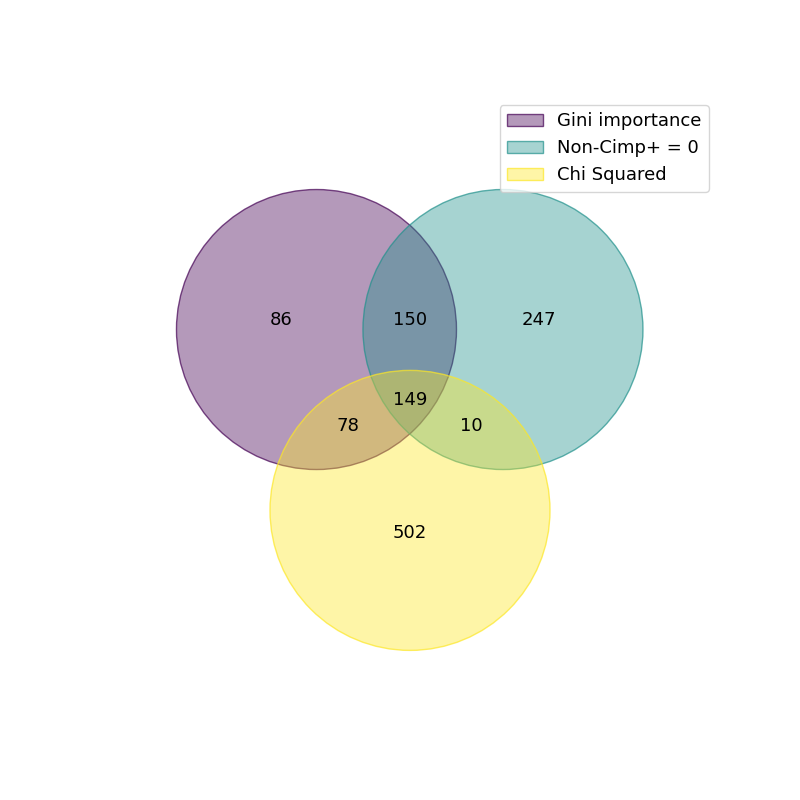 Gini importance
Non-Cimp+ = 0
Chi Squared
86
150
247
149
78
10
502